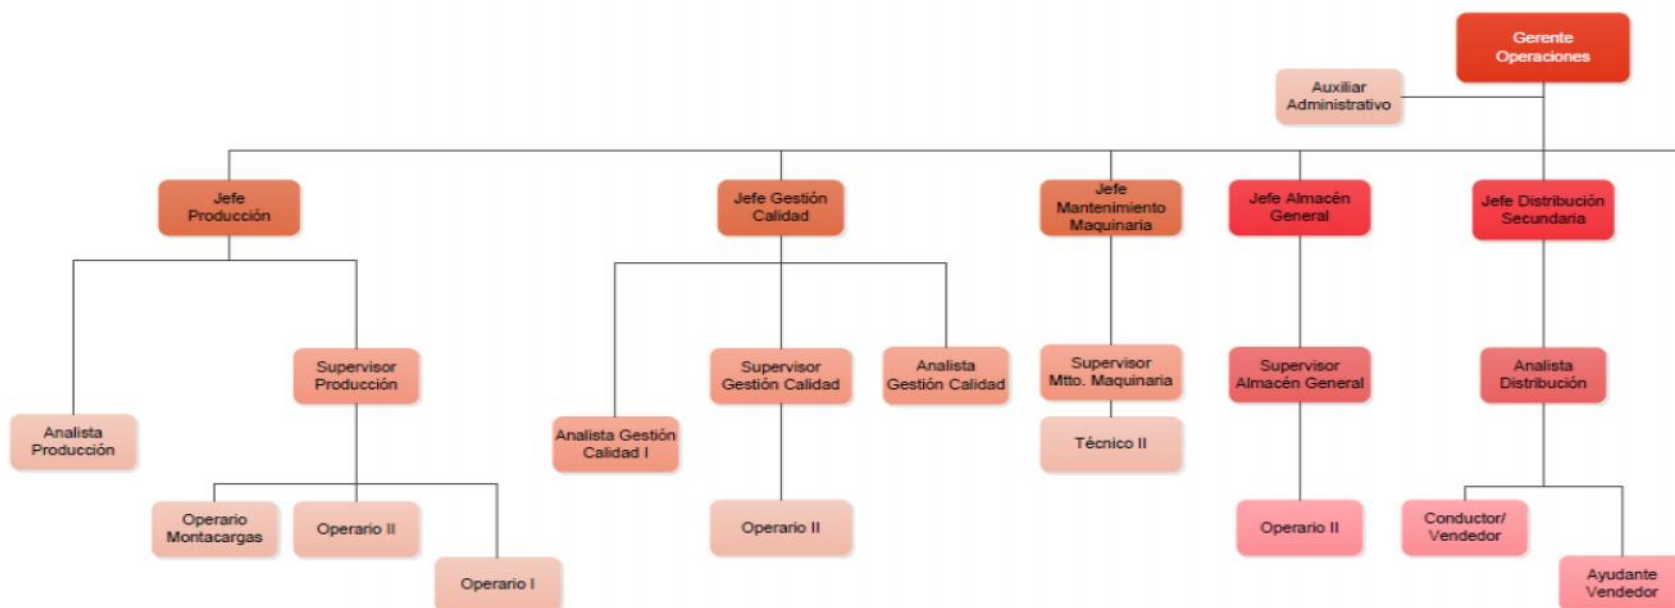 Gerente
Operaciones
Auxiliar
Administrativo
Jefe
Producción
Jefe Gestión
Calidad
Jefe
Mantenimiento
Maquinaria
Jefe Almacén
General
Jefe Distribución
Secundaria
Supervisor
Producción
Supervisor
Gestión Calidad
Analista
Gestión Calidad
Supervisor
Mtto. Maquinaria
Supervisor
Almacén General
Analista
Distribución
Analista
Producción
Analista Gestión
Calidad I
Técnico II
Operario
Montacargas
Operario II
Operario II
Operario II
Conductor/
Vendedor
Operario I
Ayudante
Vendedor